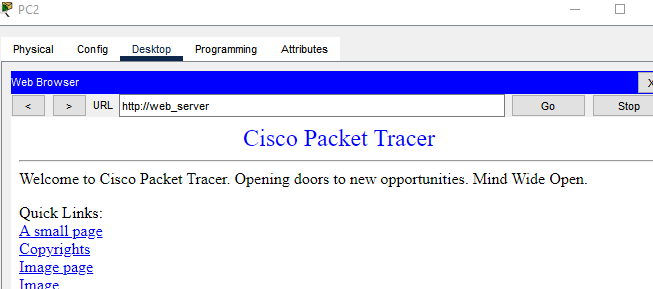 PC2
Physical Config Desktop Programming Attributes
Web Browser X
< > URL http://web_server Go Stop
Cisco Packet Tracer
Welcome to Cisco Packet Tracer. Opening doors to new opportunities. Mind Wide Open.
Quick Links:
A small page
Copyrights
Image page
Image